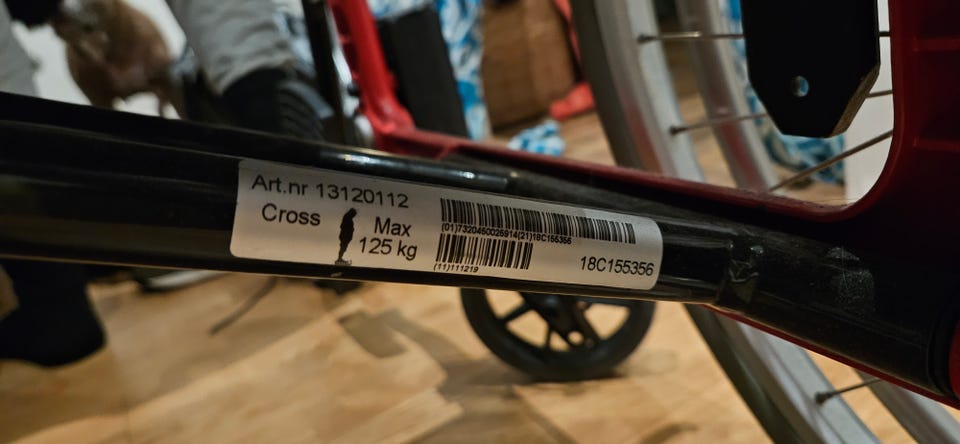 Art.nr 13120112
Cross
Max
125 kg
(01)7320450026914(21)18C155356
(11)111219
18C155356